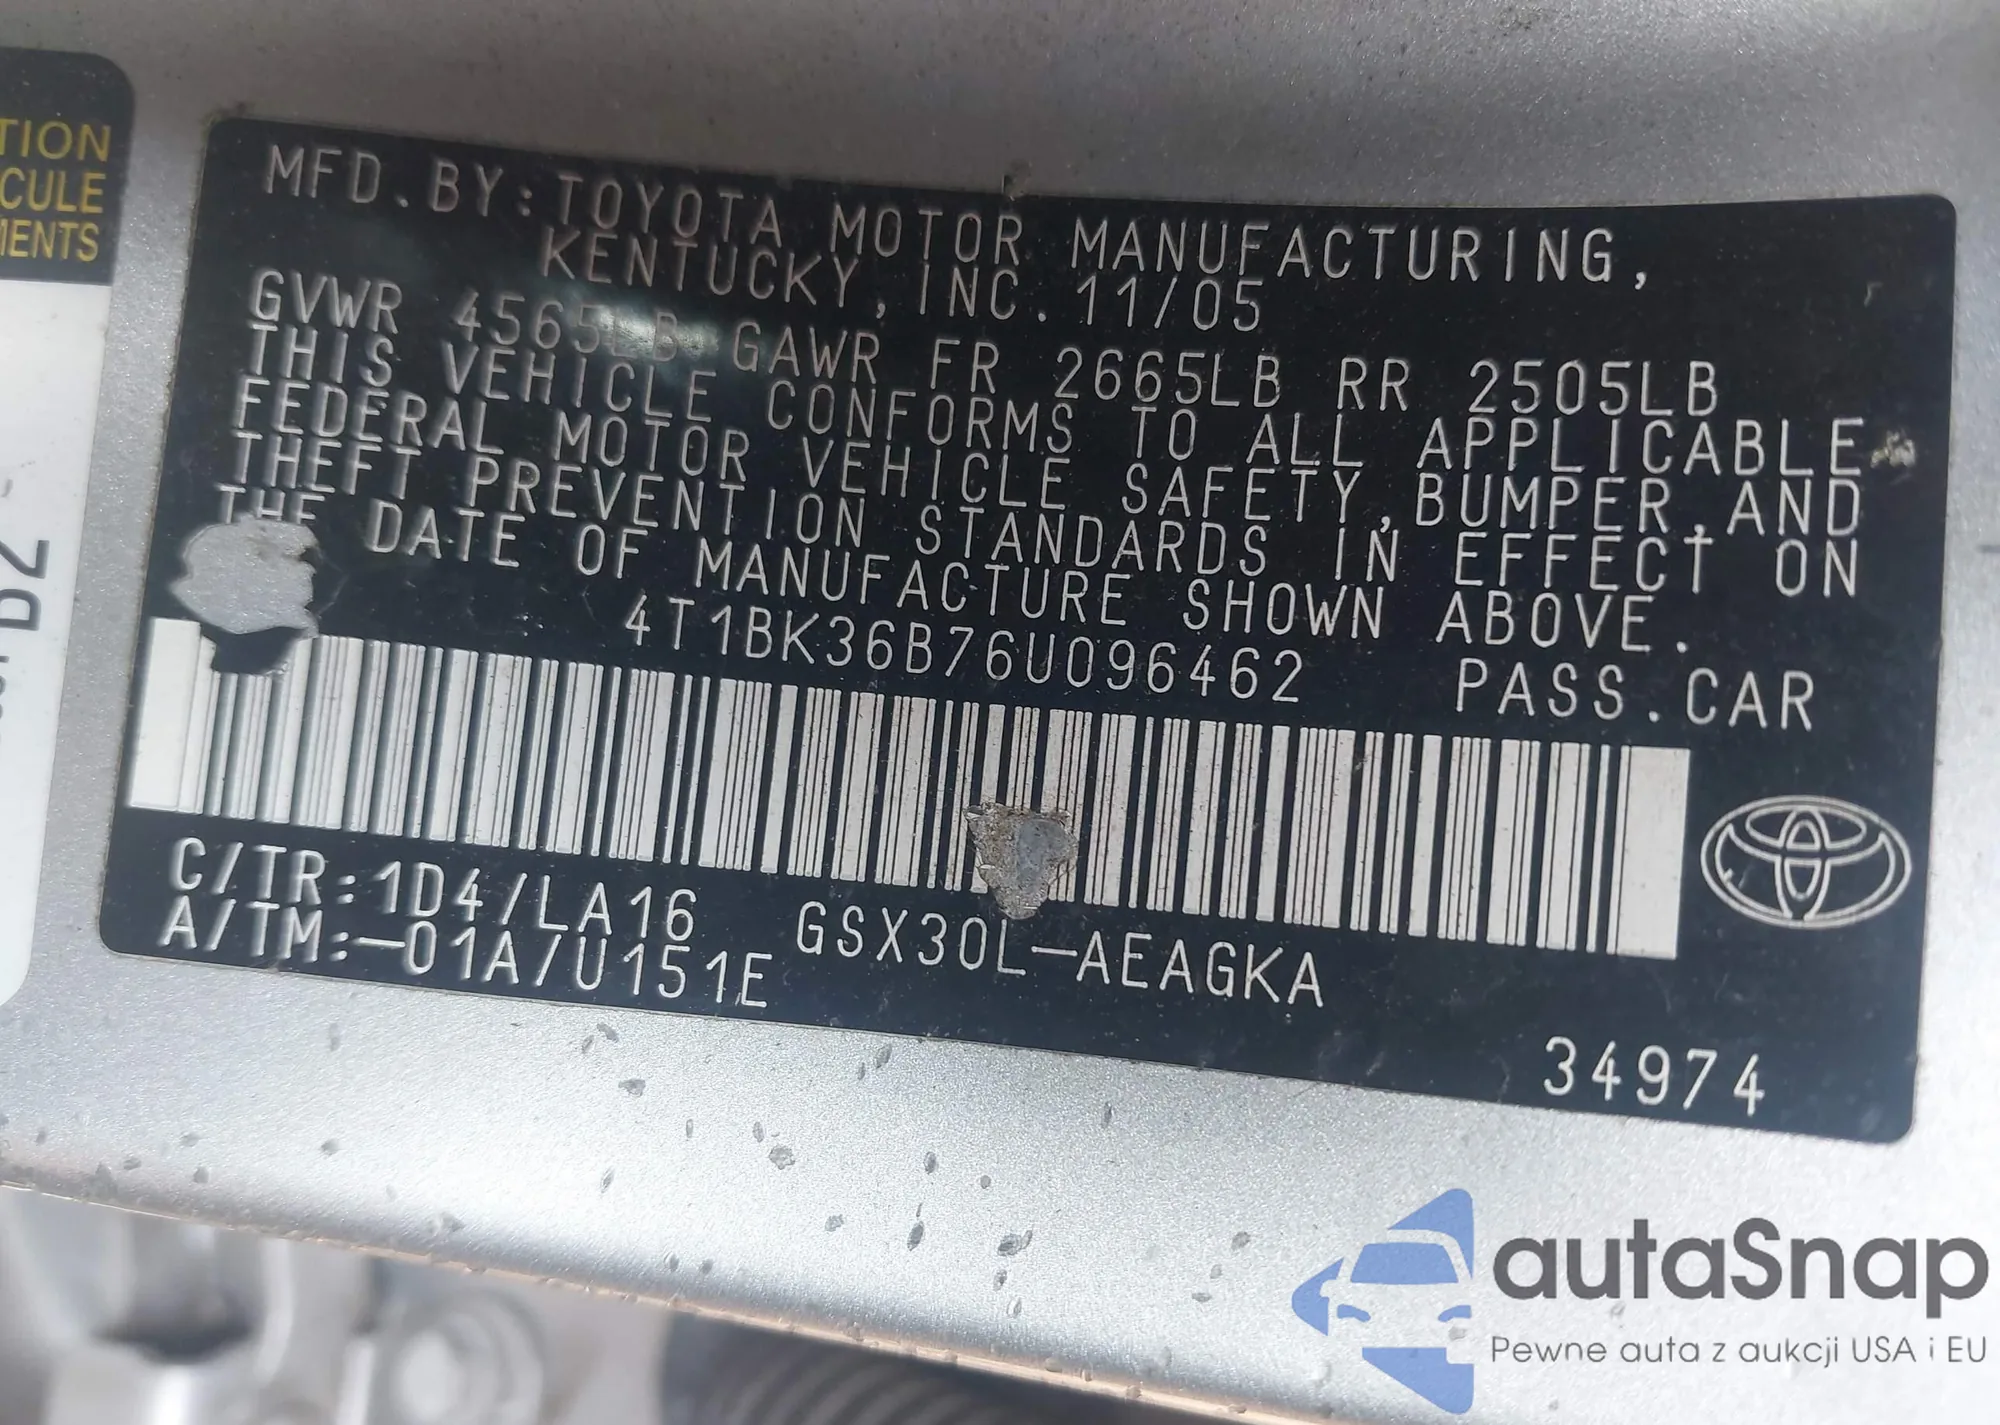 TION
CULE
MENTS
MFD.BY:TOYOTA MOTOR MANUFACTURING,
KENTUCKY,INC.11/05
GVWR 4565LB GAWR FR 2665LB RR 2505LB
THIS VEHICLE CONFORMS TO ALL APPLICABLE
FEDERAL MOTOR VEHICLE SAFETY,BUMPER,AND
THEFT PREVENTION STANDARDS IN EFFECT ON
THE DATE OF MANUFACTURE SHOWN ABOVE.
4T1BK36B76U096462 PASS.CAR
C/TR:1D4/LA16 GSX30L-AEAGKA
A/TM:-01A/U151E
34974
autaSnap
Pewne auta z aukcji USA i EU